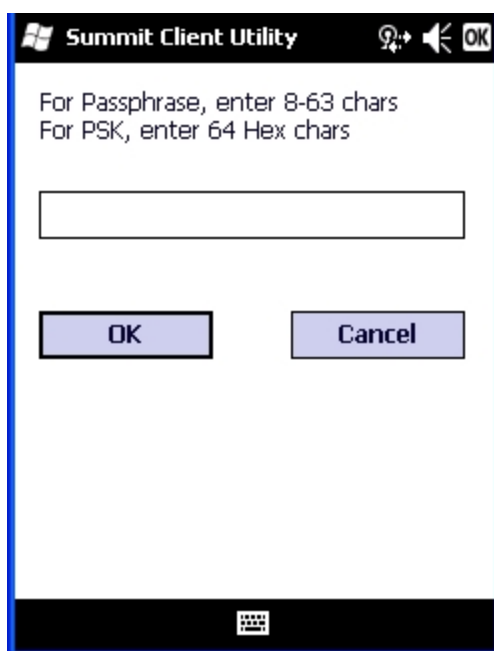 Summit Client Utility
OK
For Passphrase, enter 8-63 chars
For PSK, enter 64 Hex chars
OK
Cancel